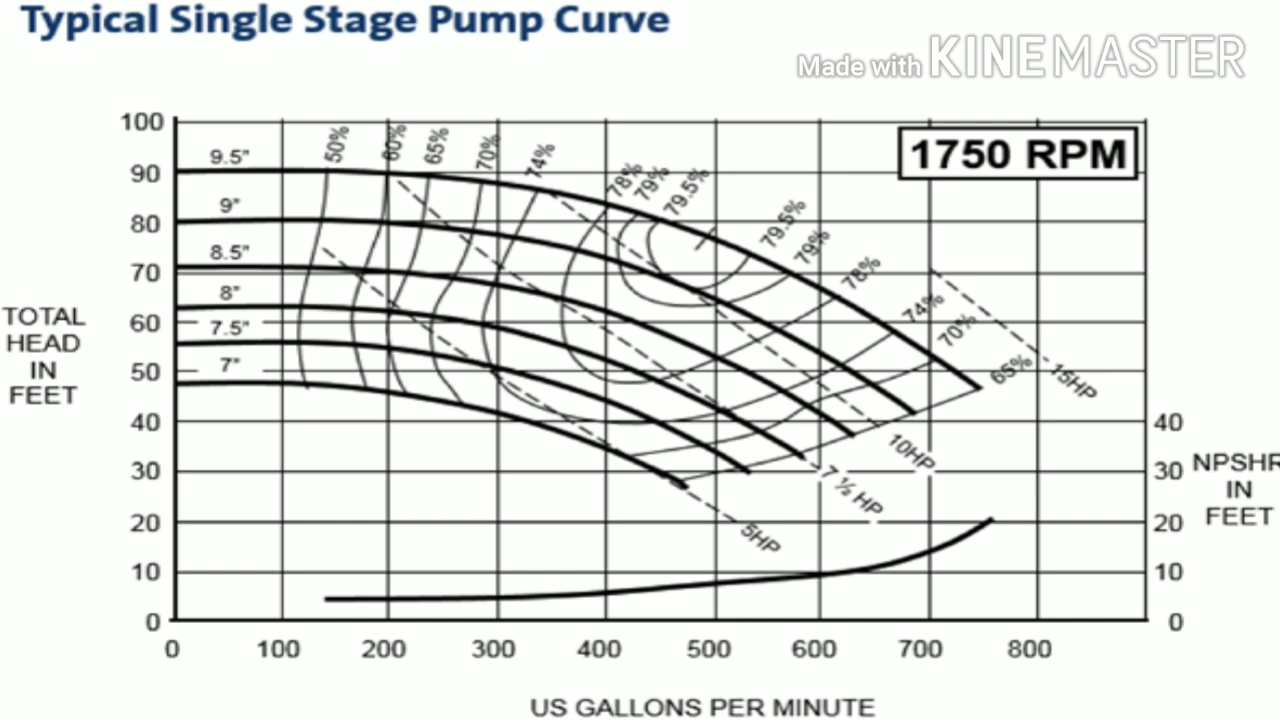 Typical Single Stage Pump Curve
Made with KINEMASTER
1750 RPM
100
90
80
70
60
50
40
30
20
10
0
TOTAL
HEAD
IN
FEET
9.5"
9"
8.5"
8"
7.5"
7"
50%
60%
65%
70%
74%
78%
79%
79.5%
79.5%
79%
78%
74%
70%
65%
15HP
10HP
7 ½ HP
5HP
40
30
20
10
0
NPSHR
IN
FEET
0 100 200 300 400 500 600 700 800
US GALLONS PER MINUTE